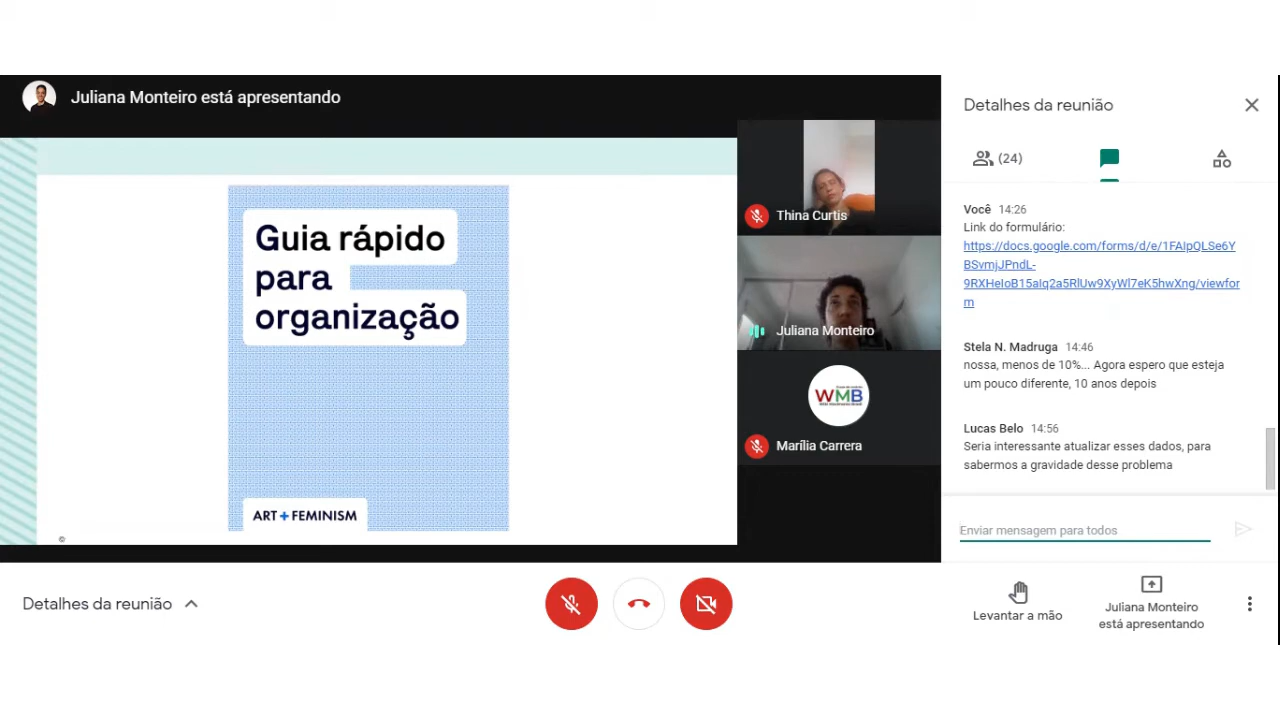 Juliana Monteiro está apresentando
Guia rápido
para
organização
ART+FEMINISM
©
Thina Curtis
Juliana Monteiro
WMB
Marília Carrera
Detalhes da reunião
(24)
Você 14:26
Link do formulário:
https://docs.google.com/forms/d/e/1FAIpQLSe6Y
BSvmjJPndL-
9RXHeIoB15aIq2a5RlUw9XyWl7eK5hwXng/viewfor
m
Stela N. Madruga 14:46
nossa, menos de 10%... Agora espero que esteja
um pouco diferente, 10 anos depois
Lucas Belo 14:56
Seria interessante atualizar esses dados, para
sabermos a gravidade desse problema
Enviar mensagem para todos
Detalhes da reunião
Levantar a mão
Juliana Monteiro
está apresentando